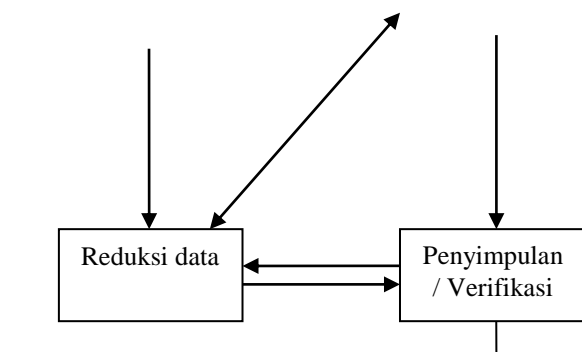 Reduksi data
Penyimpulan
/ Verifikasi